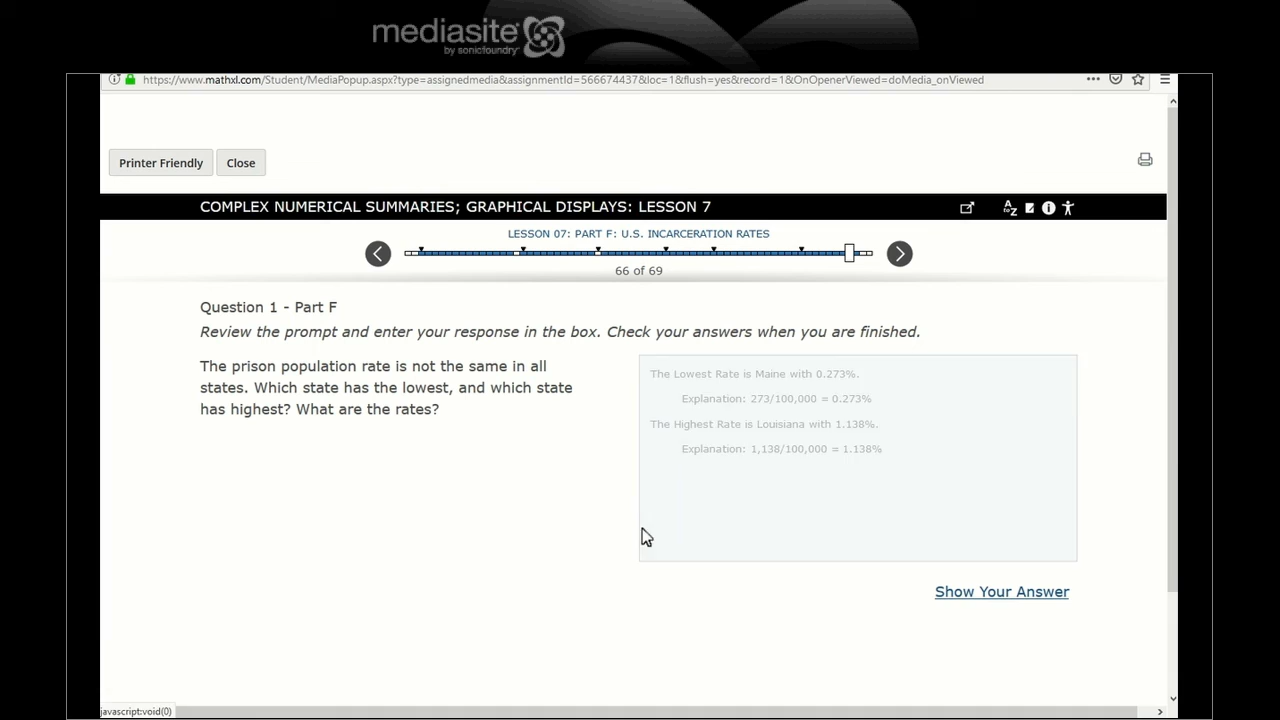 mediasite
by sonicfoundry
https://www.mathxl.com/Student/MediaPopup.aspx?type=assignedmedia&assignmentId=566674437&loc=1&flush=yes&record=1&OnOpenerViewed=doMedia_onViewed
Printer Friendly
Close
COMPLEX NUMERICAL SUMMARIES; GRAPHICAL DISPLAYS: LESSON 7
A to Z
LESSON 07: PART F: U.S. INCARCERATION RATES
66 of 69
Question 1 - Part F
Review the prompt and enter your response in the box. Check your answers when you are finished.
The prison population rate is not the same in all
states. Which state has the lowest, and which state
has highest? What are the rates?
The Lowest Rate is Maine with 0.273%.
Explanation: 273/100,000 = 0.273%
The Highest Rate is Louisiana with 1.138%.
Explanation: 1,138/100,000 = 1.138%
Show Your Answer
javascript:void(0)